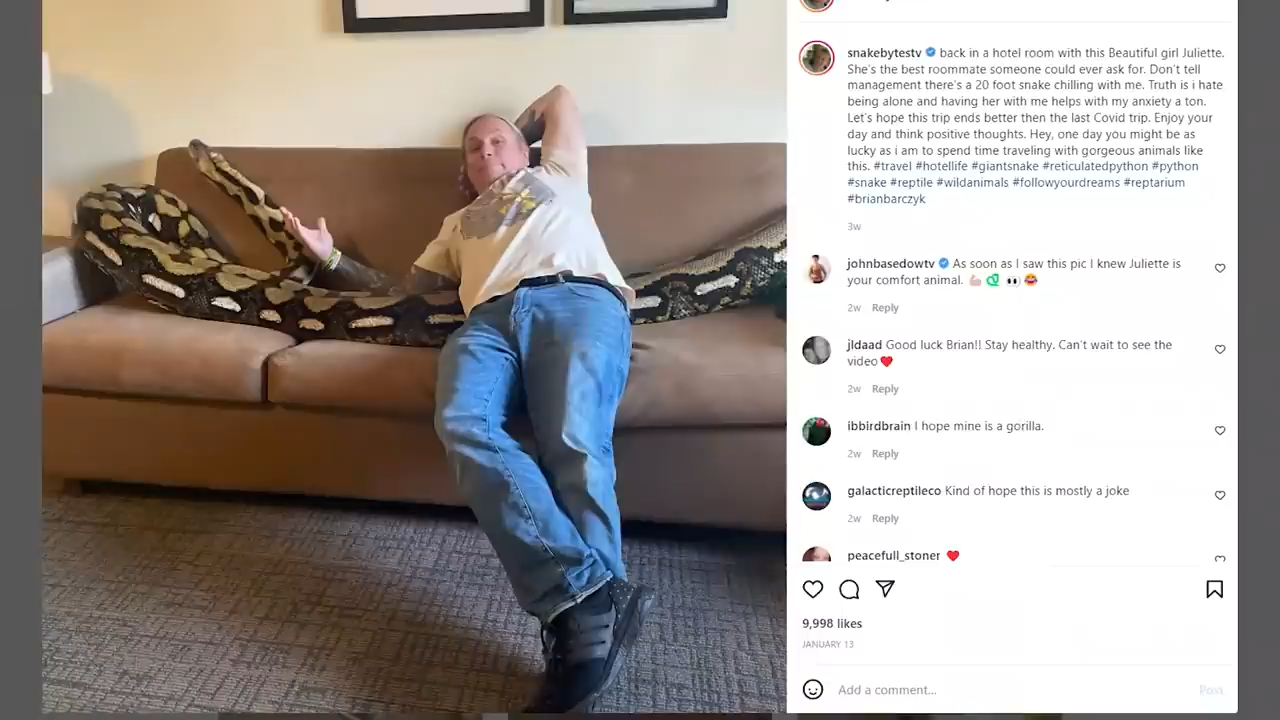 snakebytestv back in a hotel room with this Beautiful girl Juliette.
She's the best roommate someone could ever ask for. Don't tell
management there's a 20 foot snake chilling with me. Truth is i hate
being alone and having her with me helps with my anxiety a ton.
Let's hope this trip ends better then the last Covid trip. Enjoy your
day and think positive thoughts. Hey, one day you might be as
lucky as i am to spend time traveling with gorgeous animals like
this. #travel #hotellife #giantsnake #reticulatedpython #python
#snake #reptile #wildanimals #followyourdreams #reptarium
#brianbarczyk
3w
johnbasedowtv As soon as I saw this pic I knew Juliette is
your comfort animal. 💪🏻 🐍 👀 😂
2w Reply
jldaad Good luck Brian!! Stay healthy. Can't wait to see the
video❤️
2w Reply
ibbirdbrain I hope mine is a gorilla.
2w Reply
galacticreptileco Kind of hope this is mostly a joke
2w Reply
peacefull_stoner ❤️
9,998 likes
JANUARY 13
Add a comment...
Post